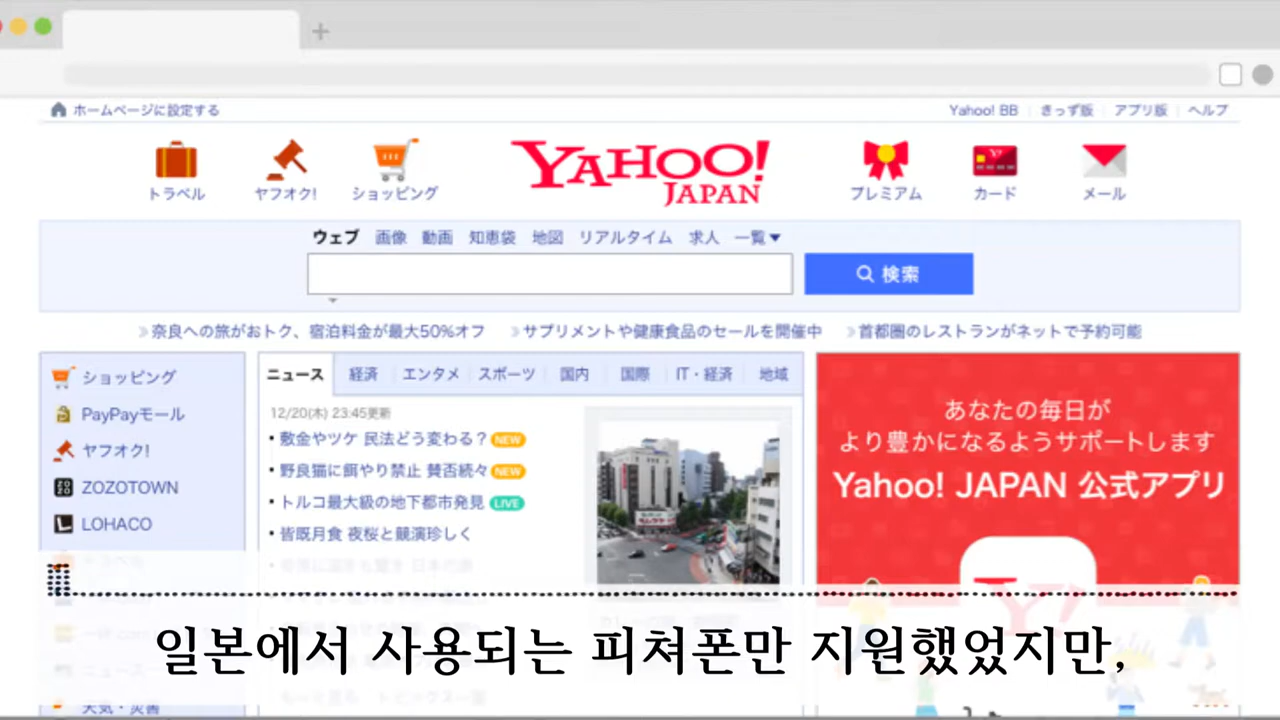 ホームページに設定する
Yahoo! BB きっず版 アプリ版 ヘルプ
トラベル ヤフオク! ショッピング YAHOO! JAPAN プレミアム カード メール
ウェブ 画像 動画 知恵袋 地図 リアルタイム 求人 一覧▼
検索
奈良への旅がおトク、宿泊料金が最大50%オフ サプリメントや健康食品のセールを開催中 首都圏のレストランがネットで予約可能
ショッピング
PayPayモール
ヤフオク!
ZOZOTOWN
LOHACO
ニュース 経済 エンタメ スポーツ 国内 国際 IT・経済 地域
12/20(木) 23:45更新
敷金やツケ 民法どう変わる? NEW
野良猫に餌やり禁止 賛否続々 NEW
トルコ最大級の地下都市発見 LIVE
皆既月食 夜桜と競演珍しく
あなたの毎日が
より豊かになるようサポートします
Yahoo! JAPAN 公式アプリ
Y!
일본에서 사용되는 피쳐폰만 지원했었지만,
天気・災害